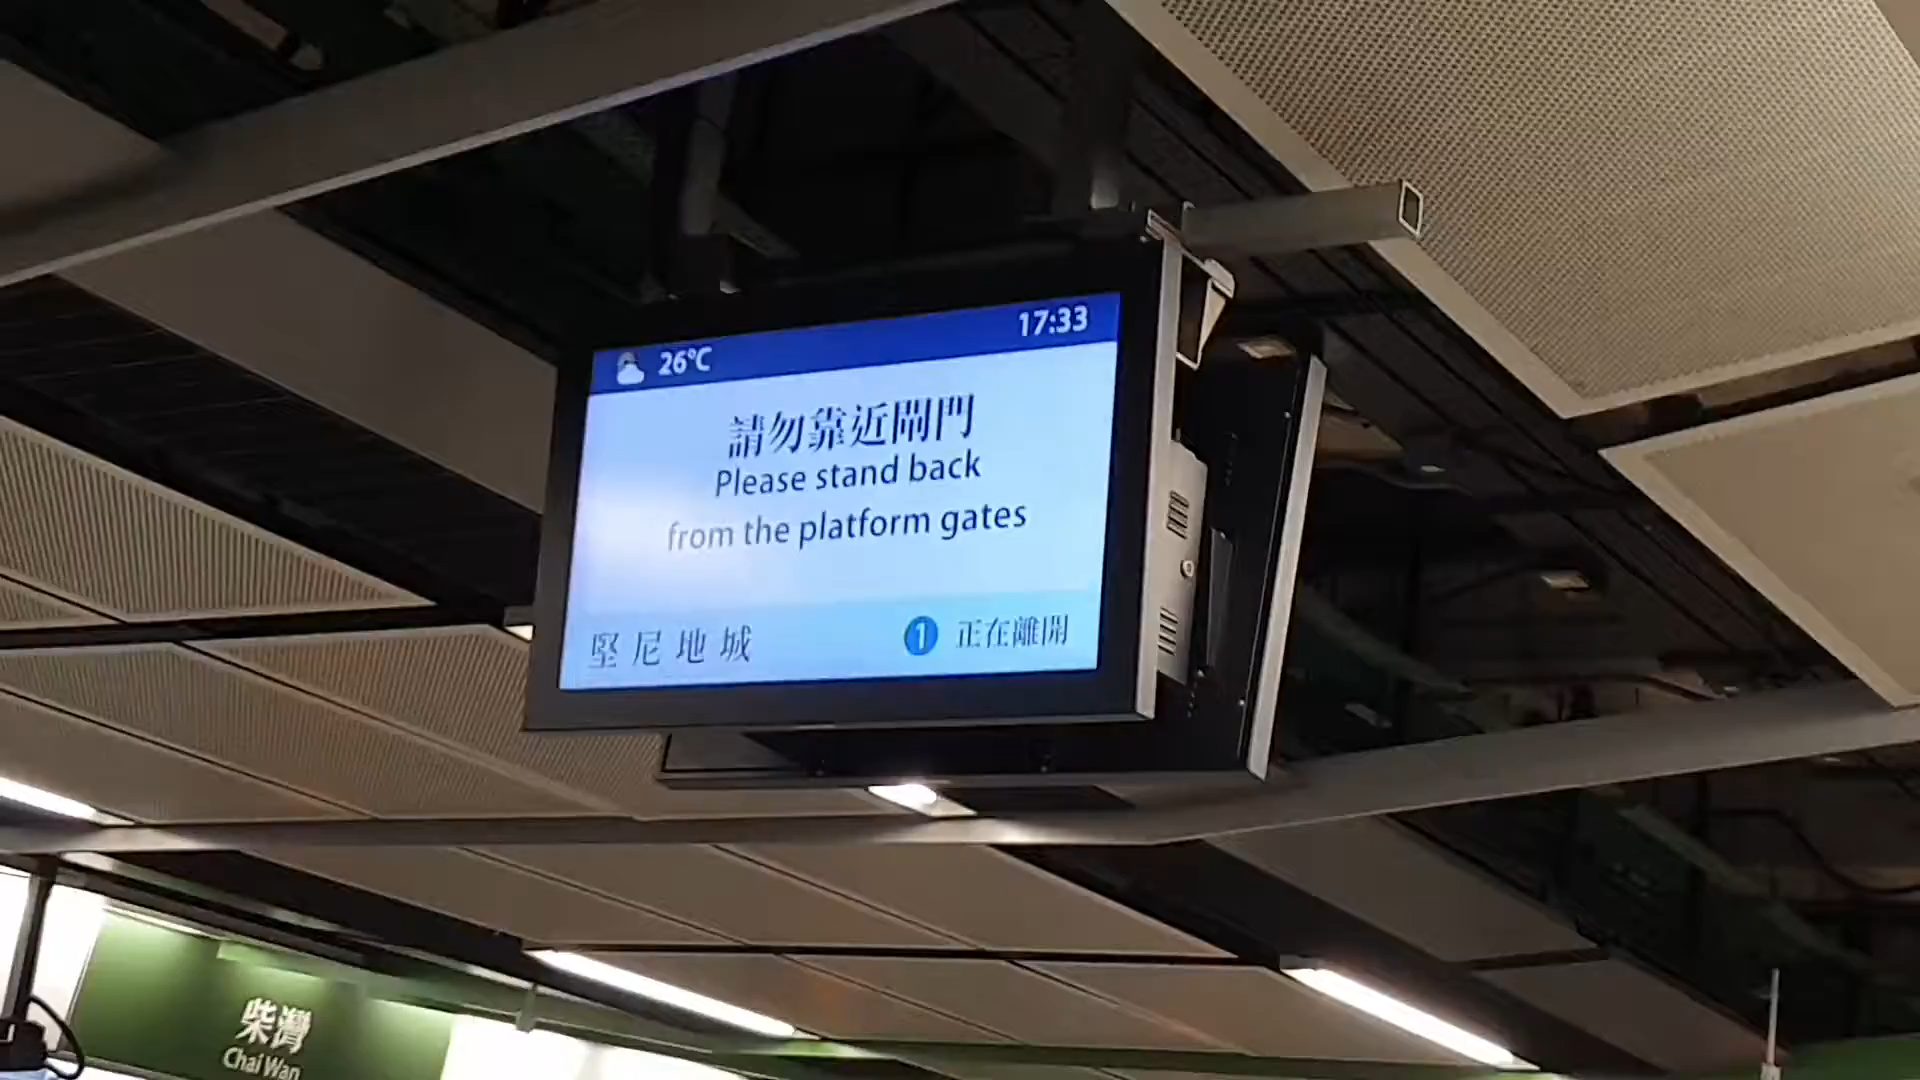 26°C
17:33
請勿靠近閘門
Please stand back
from the platform gates
堅尼地城
1 正在離開
柴灣
Chai Wan